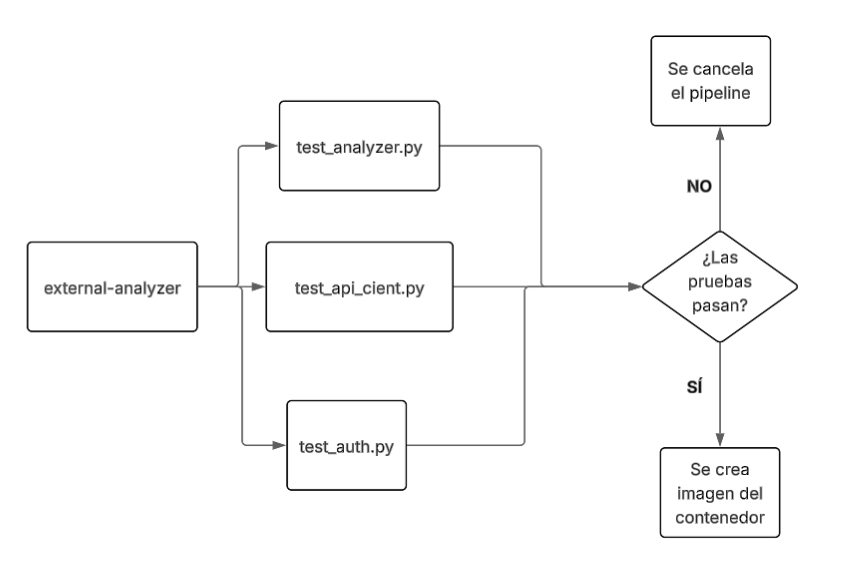 external-analyzer
test_analyzer.py
test_api_cient.py
test_auth.py
¿Las
pruebas
pasan?
NO
Se cancela
el pipeline
SÍ
Se crea
imagen del
contenedor